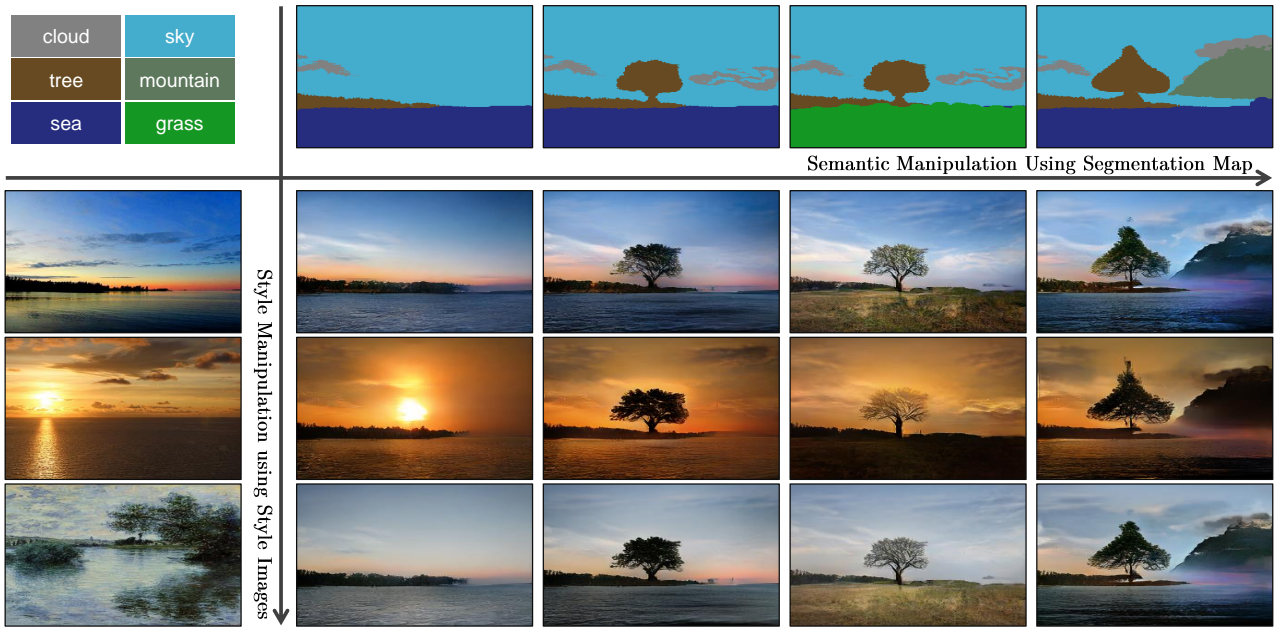 cloud sky
tree mountain
sea grass
Semantic Manipulation Using Segmentation Map
Style Manipulation using Style Images